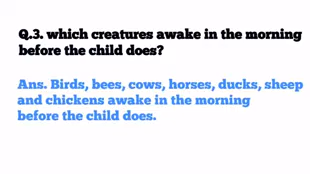 Q.3. which creatures awake in the morning
before the child does?
Ans. Birds, bees, cows, horses, ducks, sheep
and chickens awake in the morning
before the child does.